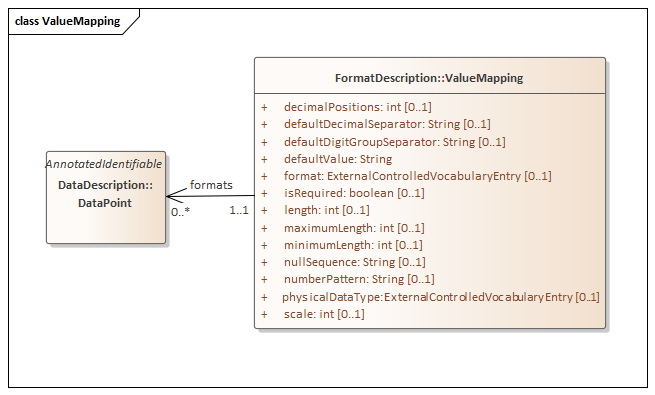 class ValueMapping
FormatDescription::ValueMapping
+ decimalPositions: int [0..1]
+ defaultDecimalSeparator: String [0..1]
+ defaultDigitGroupSeparator: String [0..1]
+ defaultValue: String
+ format: ExternalControlledVocabularyEntry [0..1]
+ isRequired: boolean [0..1]
+ length: int [0..1]
+ maximumLength: int [0..1]
+ minimumLength: int [0..1]
+ nullSequence: String [0..1]
+ numberPattern: String [0..1]
+ physicalDataType:ExternalControlledVocabularyEntry [0..1]
+ scale: int [0..1]
AnnotatedIdentifiable
DataDescription::
DataPoint
formats
0..*
1..1